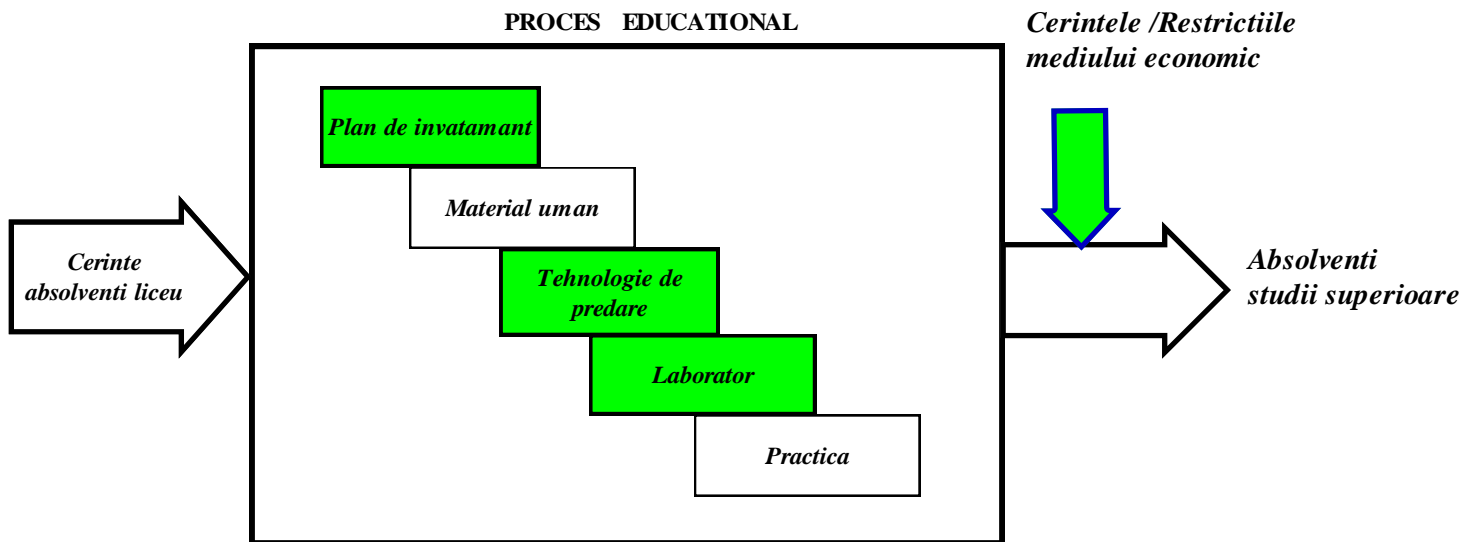 PROCES EDUCATIONAL
Cerintele /Restrictiile
mediului economic
Plan de invatamant
Material uman
Cerinte
absolventi liceu
Tehnologie de
predare
Absolventi
studii superioare
Laborator
Practica